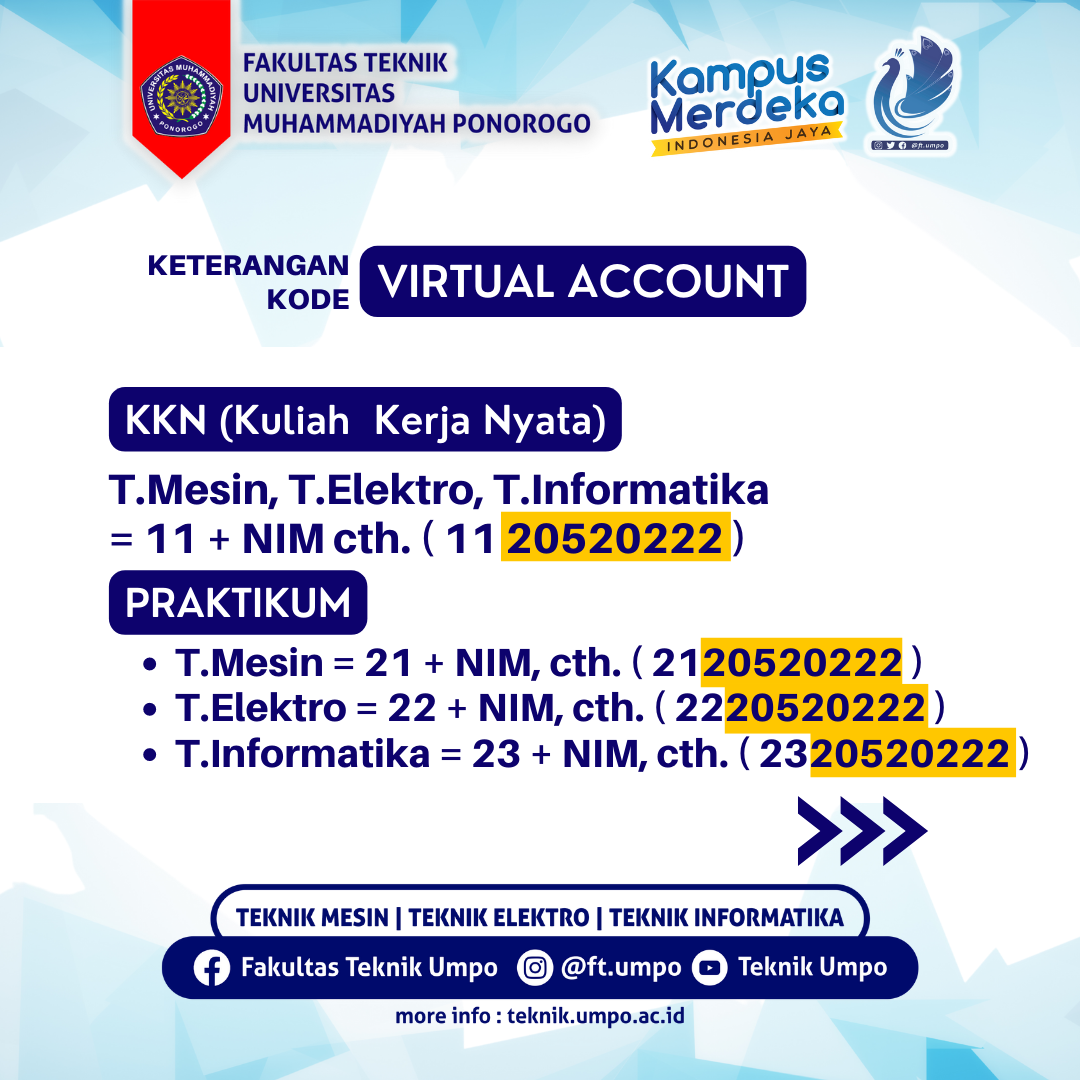 UNIVERSITAS MUHAMMADIYAH
PONOROGO
FAKULTAS TEKNIK
UNIVERSITAS
MUHAMMADIYAH PONOROGO
Kampus
Merdeka
INDONESIA JAYA
@ft.umpo
KETERANGAN
KODE
VIRTUAL ACCOUNT
KKN (Kuliah Kerja Nyata)
T.Mesin, T.Elektro, T.Informatika
= 11 + NIM cth. ( 11 20520222 )
PRAKTIKUM
• T.Mesin = 21 + NIM, cth. ( 2120520222 )
• T.Elektro = 22 + NIM, cth. ( 2220520222 )
• T.Informatika = 23 + NIM, cth. ( 2320520222 )
TEKNIK MESIN | TEKNIK ELEKTRO | TEKNIK INFORMATIKA
Fakultas Teknik Umpo @ft.umpo Teknik Umpo
more info : teknik.umpo.ac.id